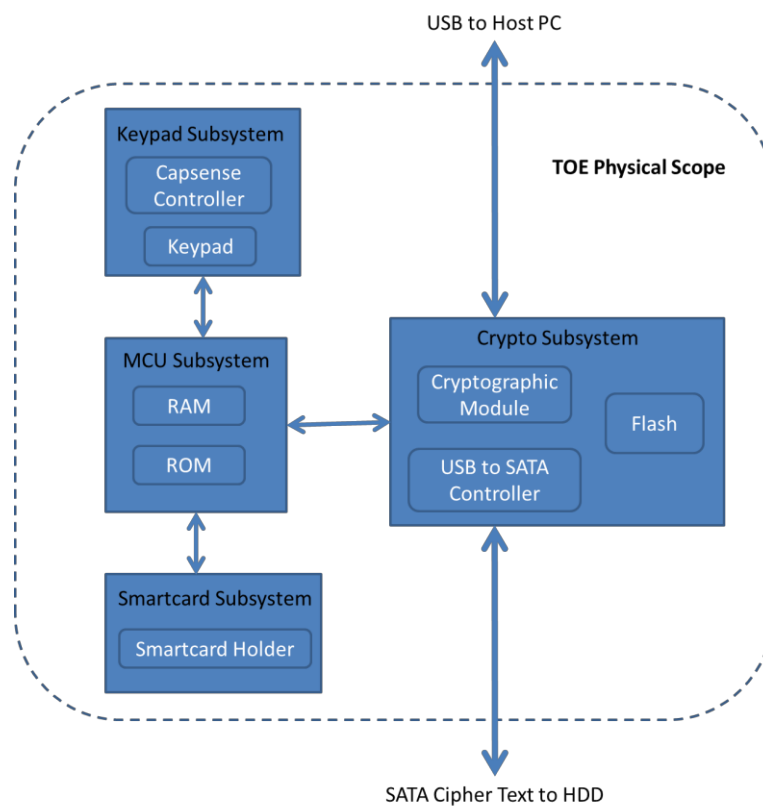 USB to Host PC
Keypad Subsystem
Capsense
Controller
Keypad
TOE Physical Scope
MCU Subsystem
RAM
ROM
Crypto Subsystem
Cryptographic
Module
Flash
USB to SATA
Controller
Smartcard Subsystem
Smartcard Holder
SATA Cipher Text to HDD